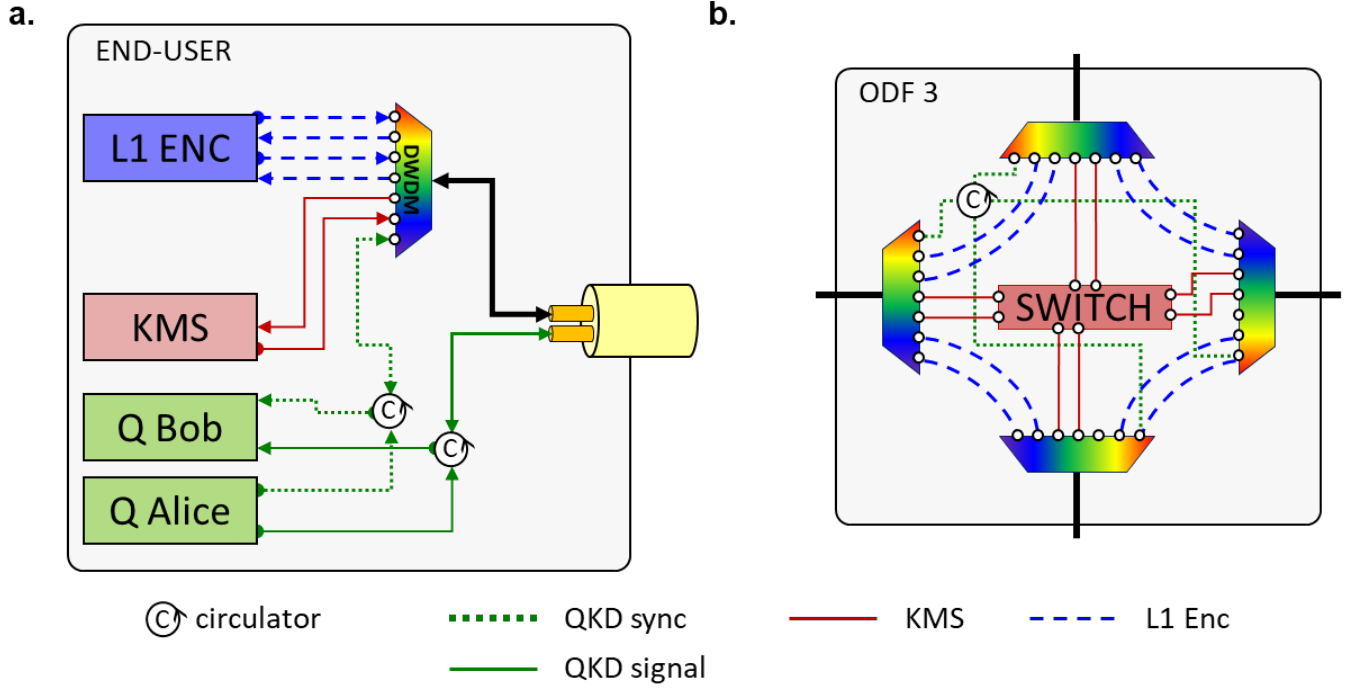 a.
END-USER
L1 ENC
DWDM
KMS
Q Bob
Q Alice
C
C
b.
ODF 3
C
SWITCH
C circulator
QKD sync
KMS
L1 Enc
QKD signal